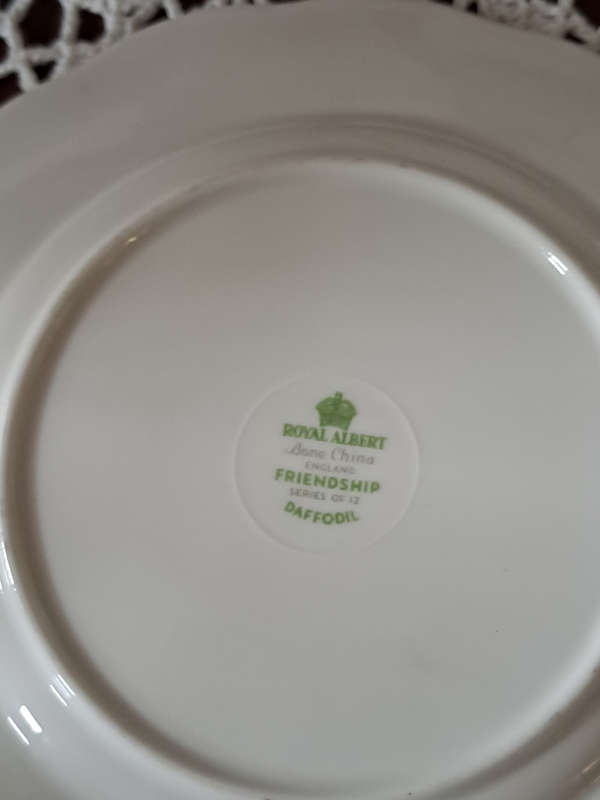 ROYAL ALBERT
Bone China
ENGLAND
FRIENDSHIP
SERIES OF 12
DAFFODIL